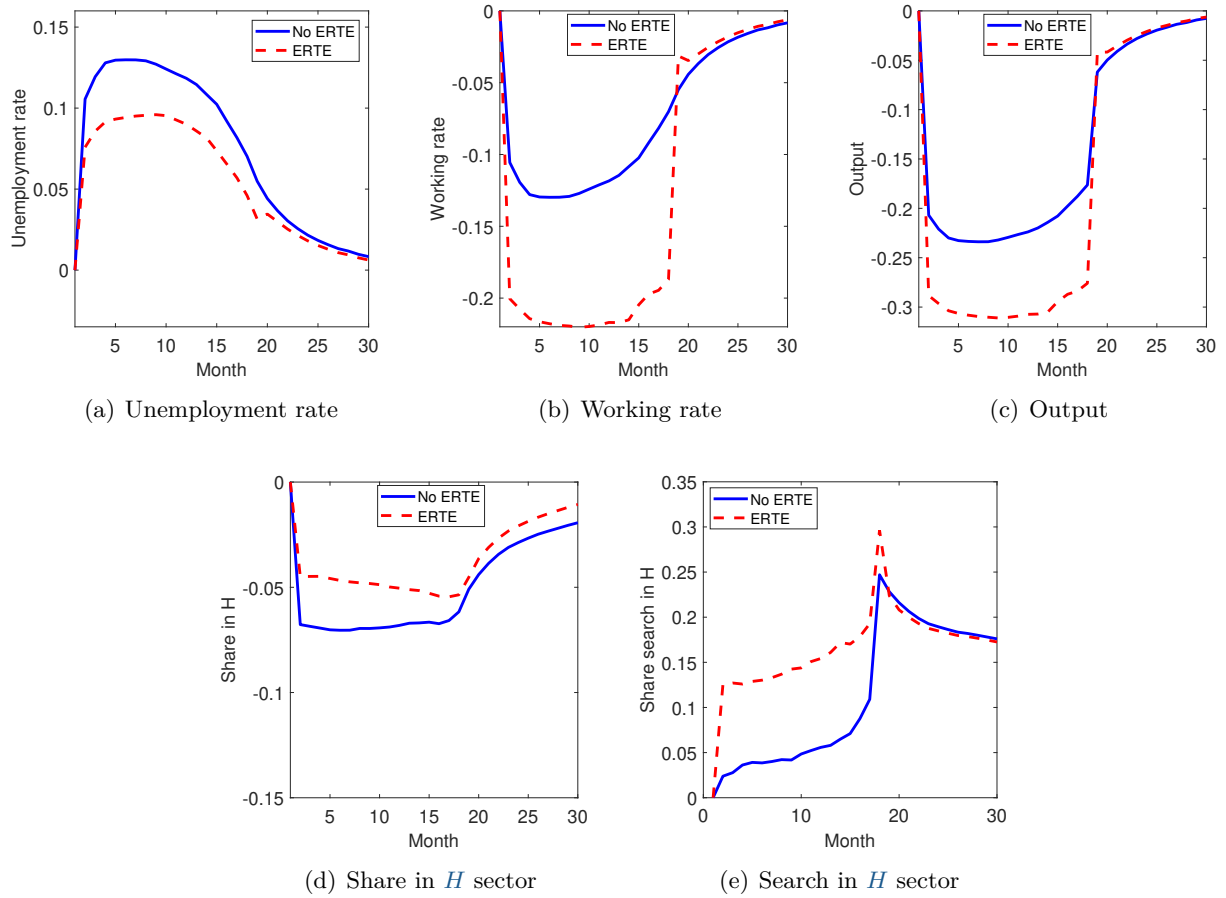 0.15
0.1
0.05
0
Unemployment rate
No ERTE
ERTE
5 10 15 20 25 30
Month
(a) Unemployment rate
0
-0.05
-0.1
-0.15
-0.2
Working rate
No ERTE
ERTE
5 10 15 20 25 30
Month
(b) Working rate
0
-0.05
-0.1
-0.15
-0.2
-0.25
-0.3
Output
No ERTE
ERTE
5 10 15 20 25 30
Month
(c) Output
0
-0.05
-0.1
-0.15
Share in H
No ERTE
ERTE
5 10 15 20 25 30
Month
(d) Share in H sector
0.35
0.3
0.25
0.2
0.15
0.1
0.05
0
Share search in H
No ERTE
ERTE
0 10 20 30
Month
(e) Search in H sector